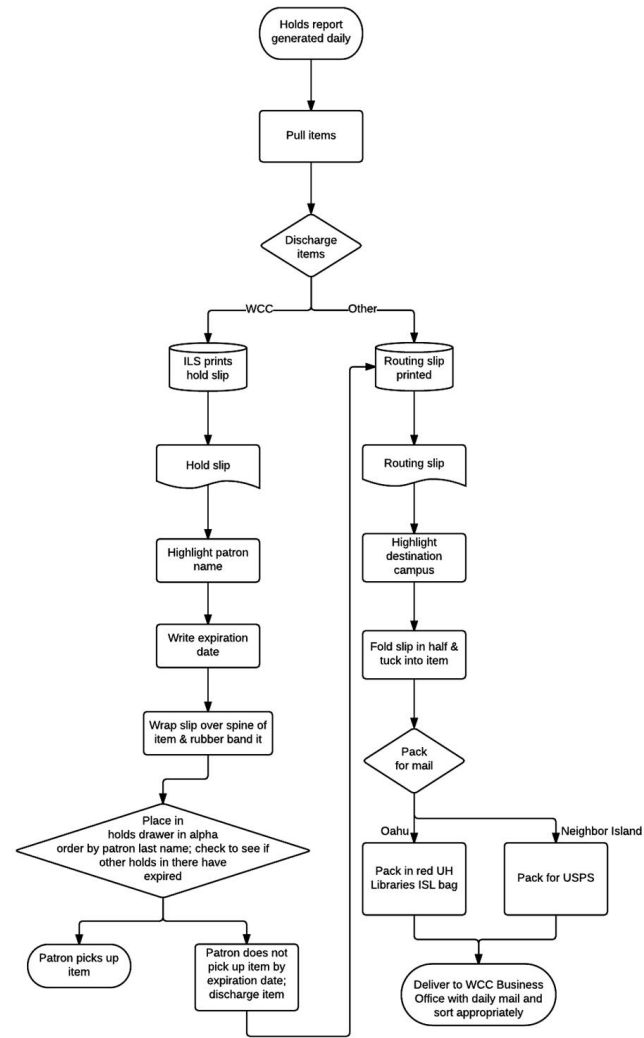 Holds report
generated daily
Pull items
Discharge
items
WCC
Other
ILS prints
hold slip
Hold slip
Highlight patron
name
Write expiration
date
Wrap slip over spine of
item & rubber band it
Place in
holds drawer in alpha
order by patron last name; check to see if
other holds in there have
expired
Patron picks up
item
Patron does not
pick up item by
expiration date;
discharge item
Routing slip
printed
Routing slip
Highlight
destination
campus
Fold slip in half &
tuck into item
Pack
for mail
Oahu
Neighbor Island
Pack in red UH
Libraries ISL bag
Pack for USPS
Deliver to WCC Business
Office with daily mail and
sort appropriately